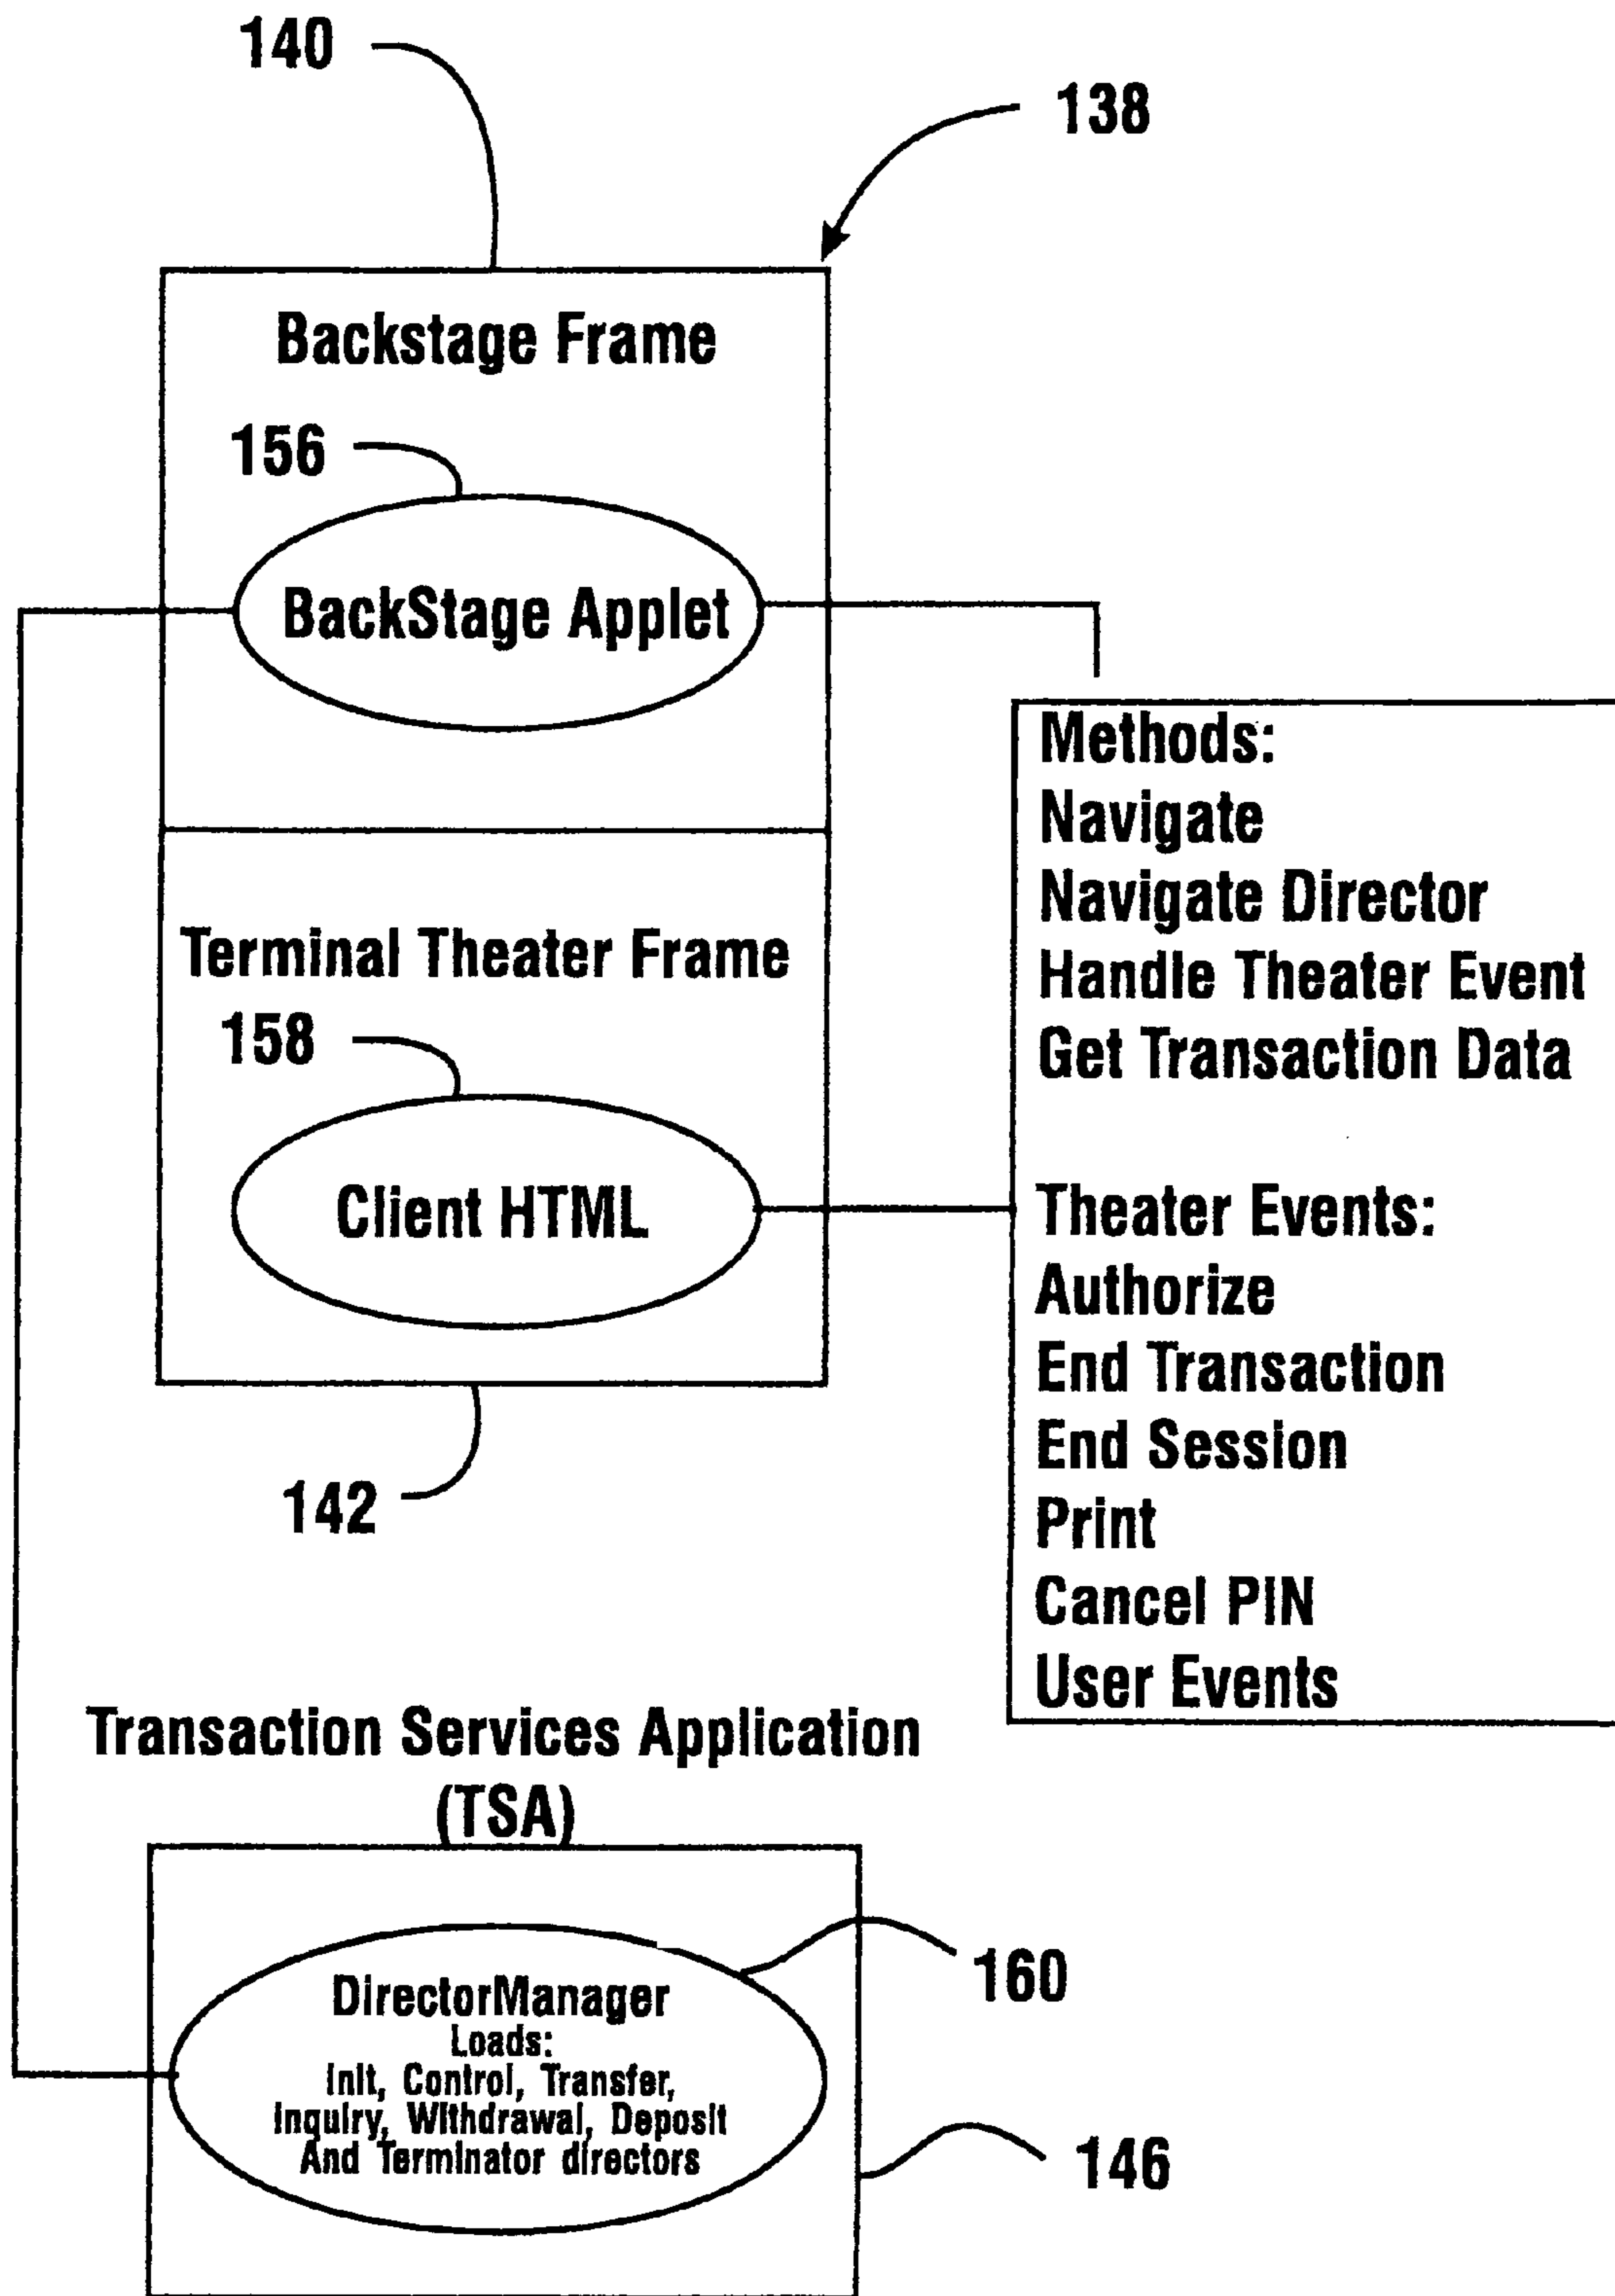 140
138
Backstage Frame
156
BackStage Applet
Methods:
Navigate
Navigate Director
Handle Theater Event
Get Transaction Data
Terminal Theater Frame
158
Client HTML
Theater Events:
Authorize
End Transaction
End Session
Print
Cancel PIN
User Events
142
Transaction Services Application
(TSA)
DirectorManager
Loads:
Init, Control, Transfer,
Inquiry, Withdrawal, Deposit
And Terminator directors
160
146